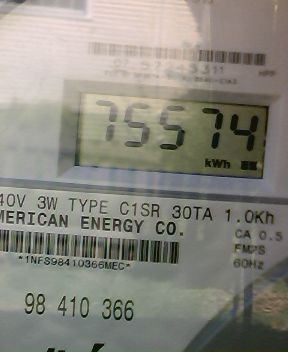 75574
kWh
40V 3W TYPE C1SR 30TA 1.0Kh
MERICAN ENERGY CO.
CA 0.5
FM2S
60Hz
*1NFS98410366MEC*
98 410 366